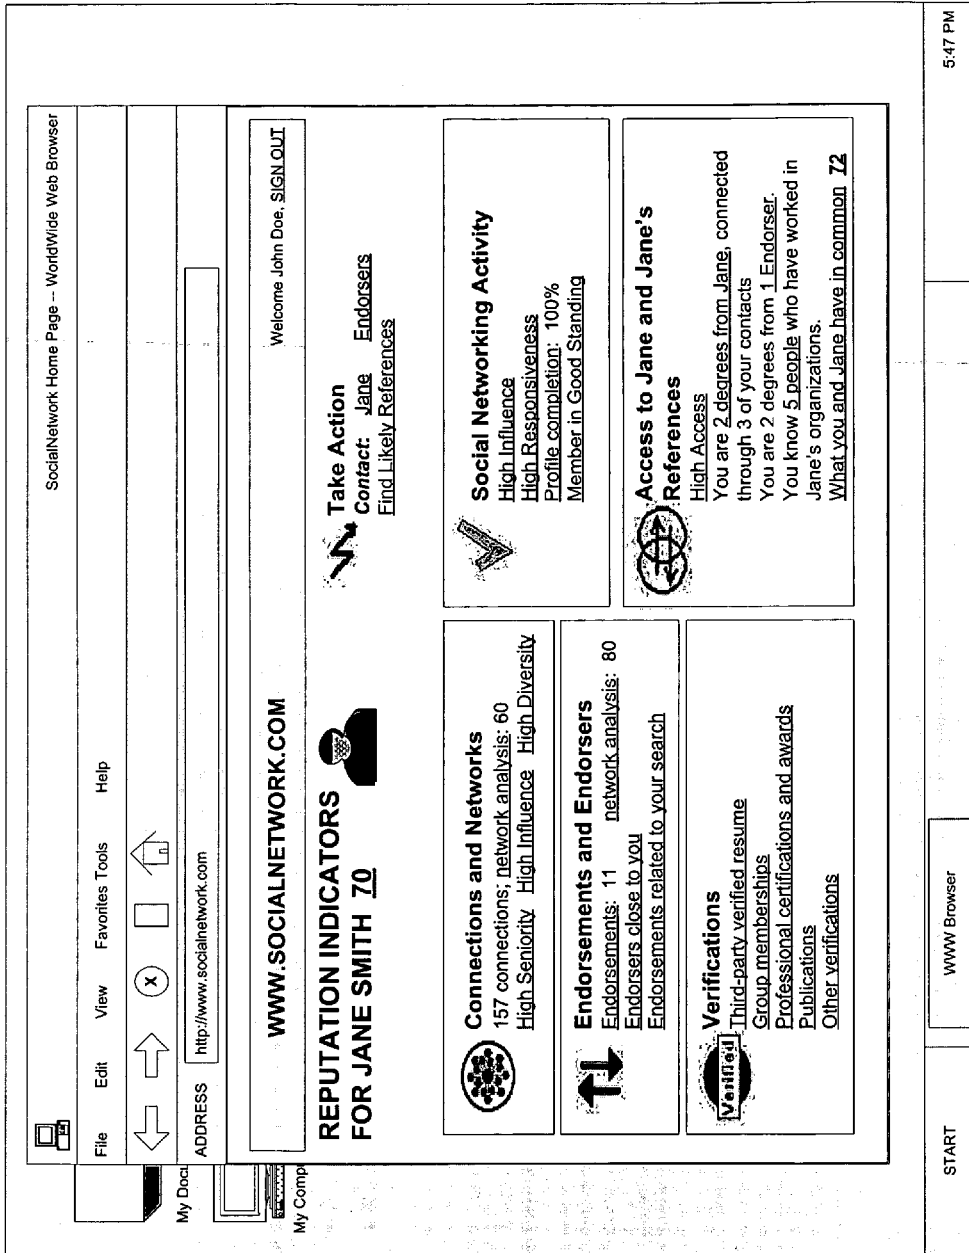 SocialNetwork Home Page -- WorldWide Web Browser
File Edit View Favorites Tools Help
X
ADDRESS http://www.socialnetwork.com
My Docu
My Compu
WWW.SOCIALNETWORK.COM
Welcome John Doe, SIGN OUT
REPUTATION INDICATORS
FOR JANE SMITH 70
Take Action
Contact: Jane Endorsers
Find Likely References
Connections and Networks
157 connections; network analysis: 60
High Seniority High Influence High Diversity
Endorsements and Endorsers
Endorsements: 11 network analysis: 80
Endorsers close to you
Endorsements related to your search
Verified
Verifications
Third-party verified resume
Group memberships
Professional certifications and awards
Publications
Other verifications
Social Networking Activity
High Influence
High Responsiveness
Profile completion: 100%
Member in Good Standing
Access to Jane and Jane's
References
High Access
You are 2 degrees from Jane, connected
through 3 of your contacts
You are 2 degrees from 1 Endorser.
You know 5 people who have worked in
Jane's organizations.
What you and Jane have in common 72
START WWW Browser 5:47 PM